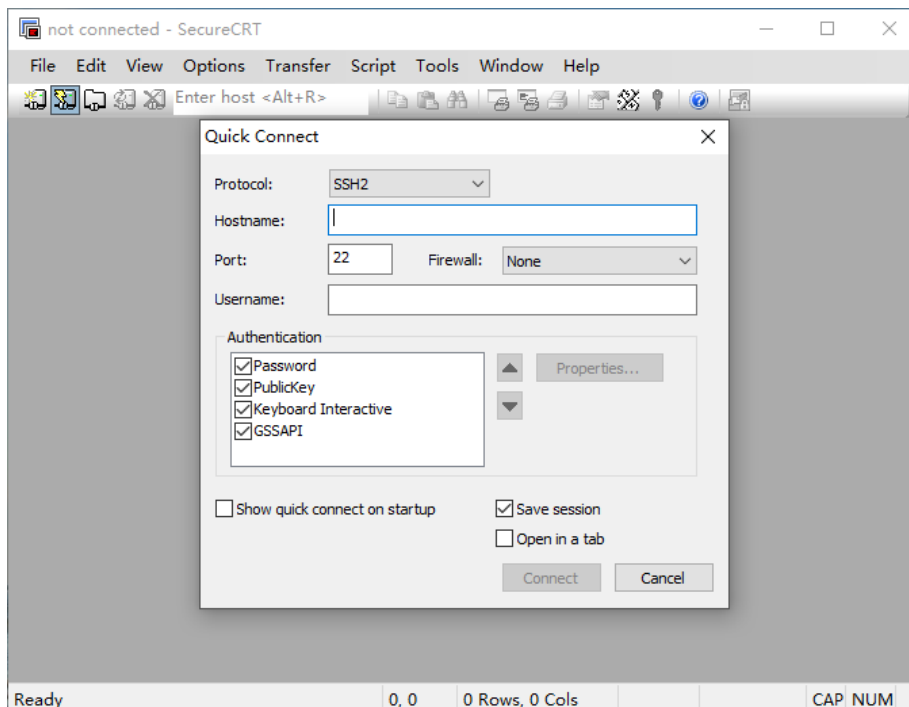 not connected - SecureCRT
File Edit View Options Transfer Script Tools Window Help
Enter host <Alt+R>
Quick Connect
Protocol: SSH2
Hostname:
Port: 22 Firewall: None
Username:
Authentication
Password
PublicKey
Keyboard Interactive
GSSAPI
Properties...
Show quick connect on startup Save session
Open in a tab
Connect Cancel
Ready 0, 0 0 Rows, 0 Cols CAP NUM